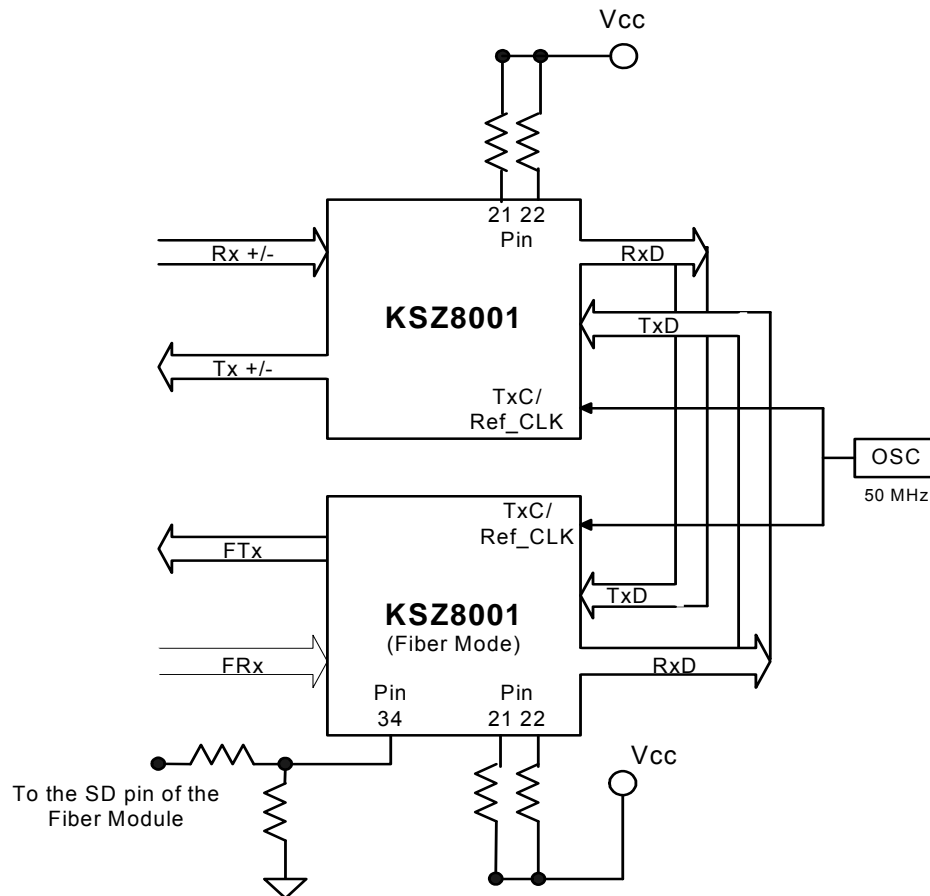 Vcc
21 22
Pin
Rx +/-
RxD
KSZ8001
TxD
Tx +/-
TxC/
Ref_CLK
OSC
50 MHz
TxC/
Ref_CLK
FTx
TxD
KSZ8001
(Fiber Mode)
FRx
RxD
Pin
34
Pin
21 22
Vcc
To the SD pin of the
Fiber Module